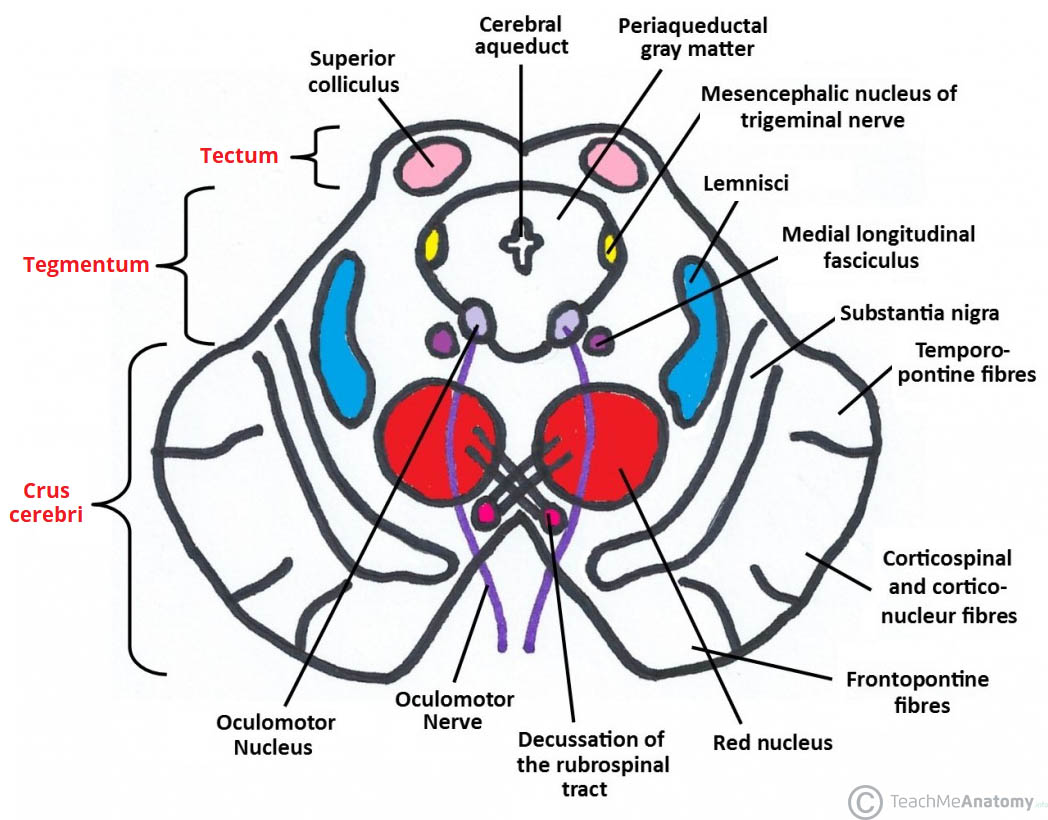 Cerebral
aqueduct
Periaqueductal
gray matter
Superior
colliculus
Mesencephalic nucleus of
trigeminal nerve
Tectum
Lemnisci
Medial longitudinal
fasciculus
Tegmentum
Substantia nigra
Temporo-
pontine fibres
Crus
cerebri
Corticospinal
and cortico-
nucleur fibres
Frontopontine
fibres
Oculomotor
Nucleus
Oculomotor
Nerve
Decussation of
the rubrospinal
tract
Red nucleus
© TeachMeAnatomy